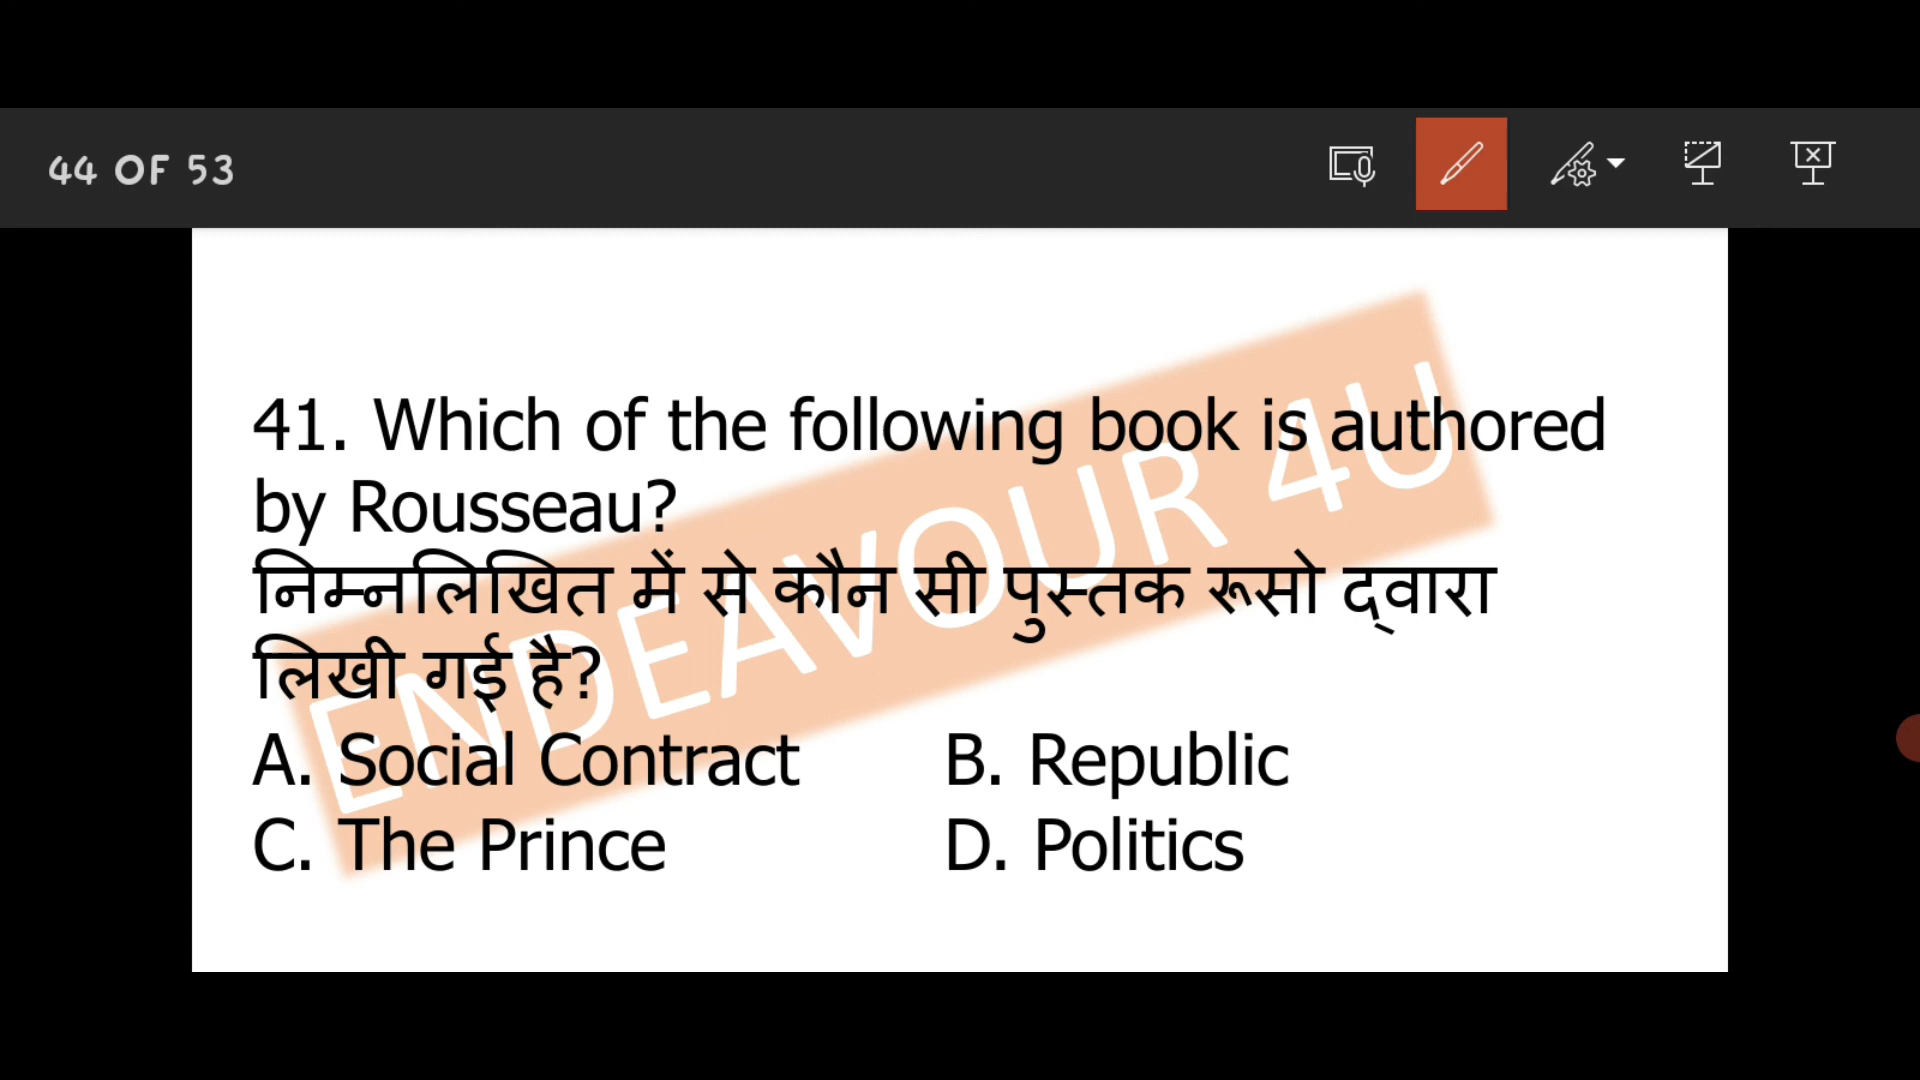 44 OF 53
41. Which of the following book is authored
by Rousseau?
निम्नलिखित में से कौन सी पुस्तक रूसो द्वारा
लिखी गई है?
A. Social Contract B. Republic
C. The Prince D. Politics
ENDEAVOUR 4U